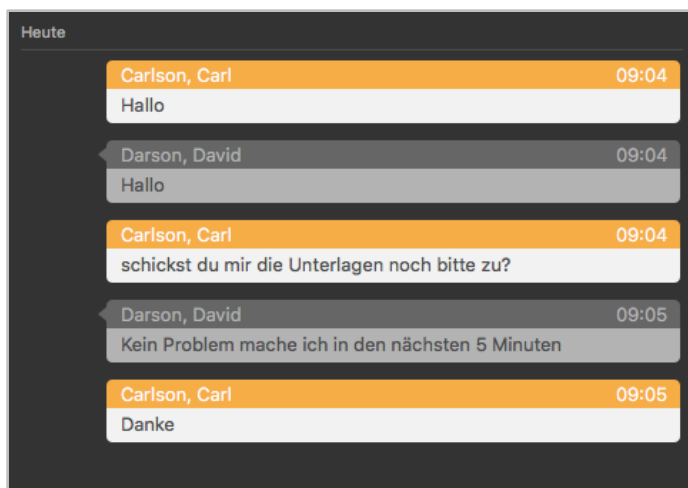 Heute
Carlson, Carl 09:04
Hallo
Darson, David 09:04
Hallo
Carlson, Carl 09:04
schickst du mir die Unterlagen noch bitte zu?
Darson, David 09:05
Kein Problem mache ich in den nächsten 5 Minuten
Carlson, Carl 09:05
Danke